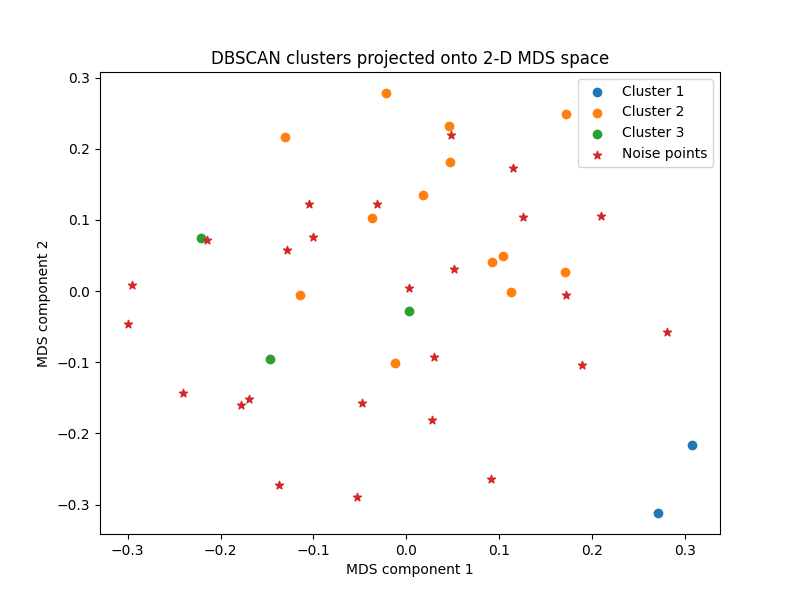 DBSCAN clusters projected onto 2-D MDS space
Cluster 1
Cluster 2
Cluster 3
Noise points
MDS component 2
0.3
0.2
0.1
0.0
−0.1
−0.2
−0.3
−0.3 −0.2 −0.1 0.0 0.1 0.2 0.3
MDS component 1